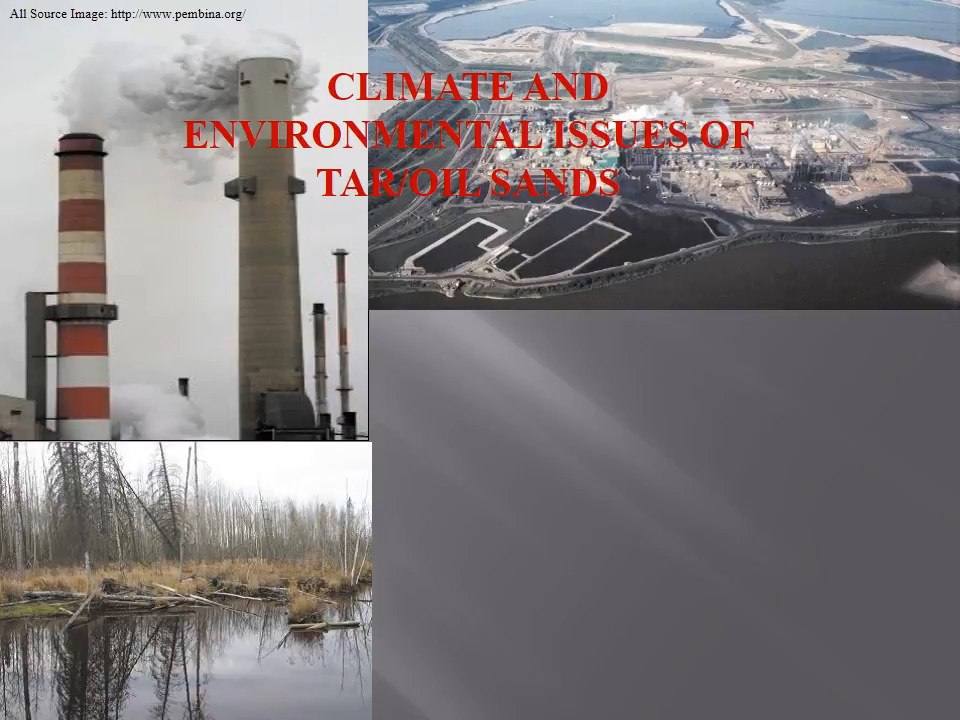 All Source Image: http://www.pembina.org/
CLIMATE AND
ENVIRONMENTAL ISSUES OF
TAR/OIL SANDS